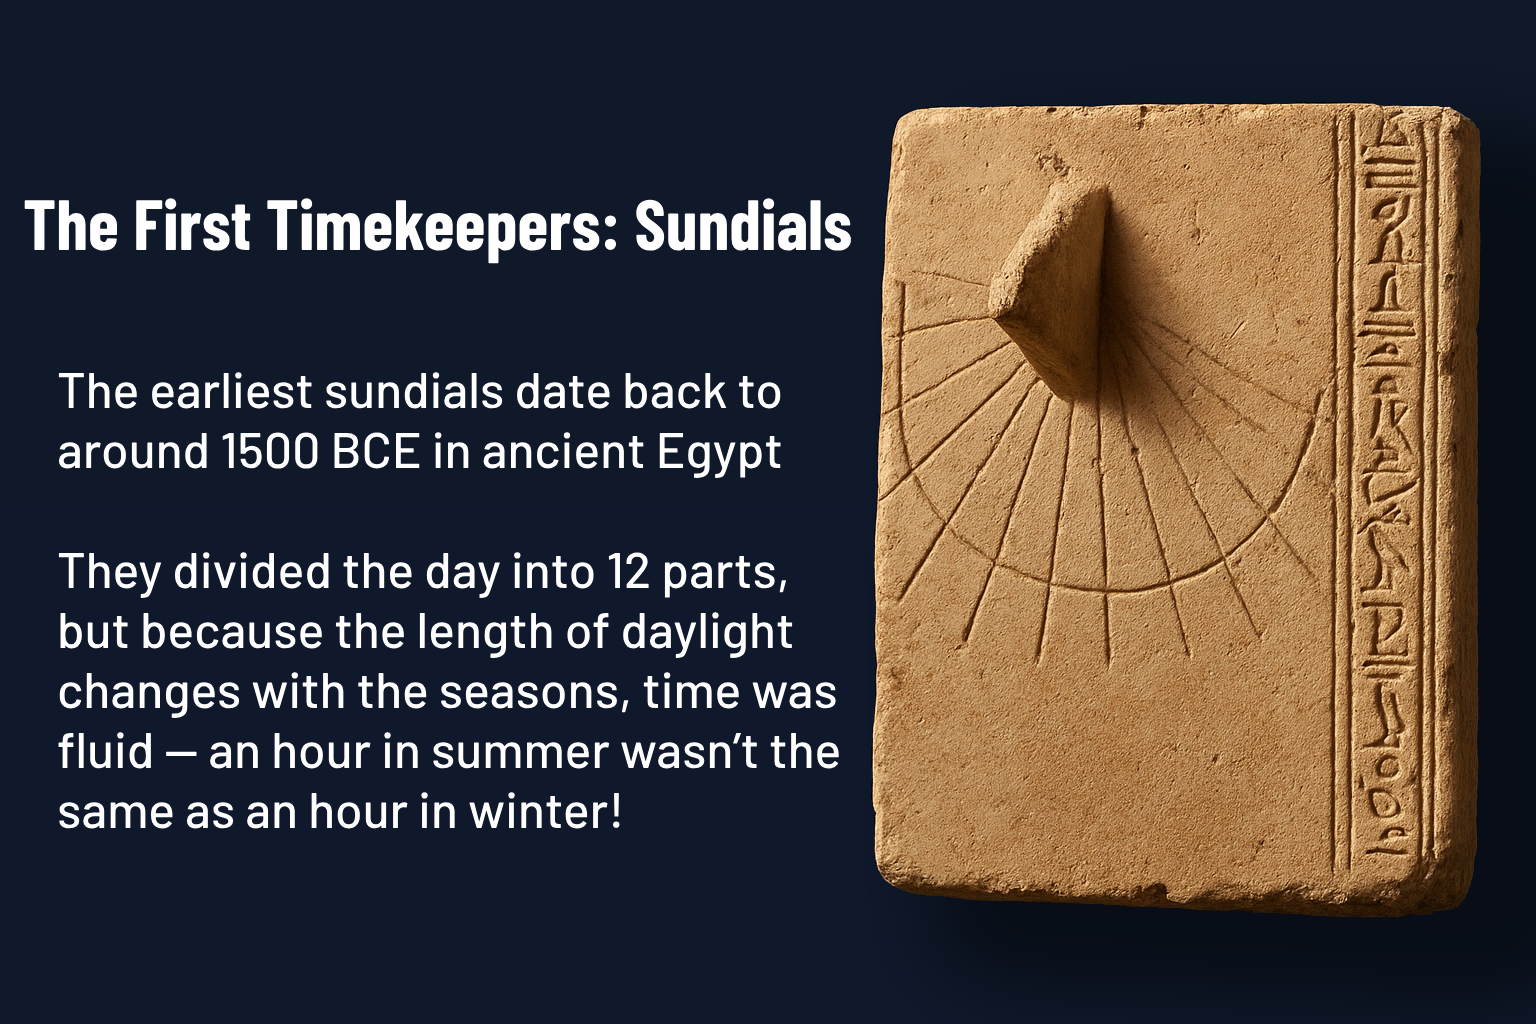 The First Timekeepers: Sundials
The earliest sundials date back to
around 1500 BCE in ancient Egypt
They divided the day into 12 parts,
but because the length of daylight
changes with the seasons, time was
fluid — an hour in summer wasn’t the
same as an hour in winter!